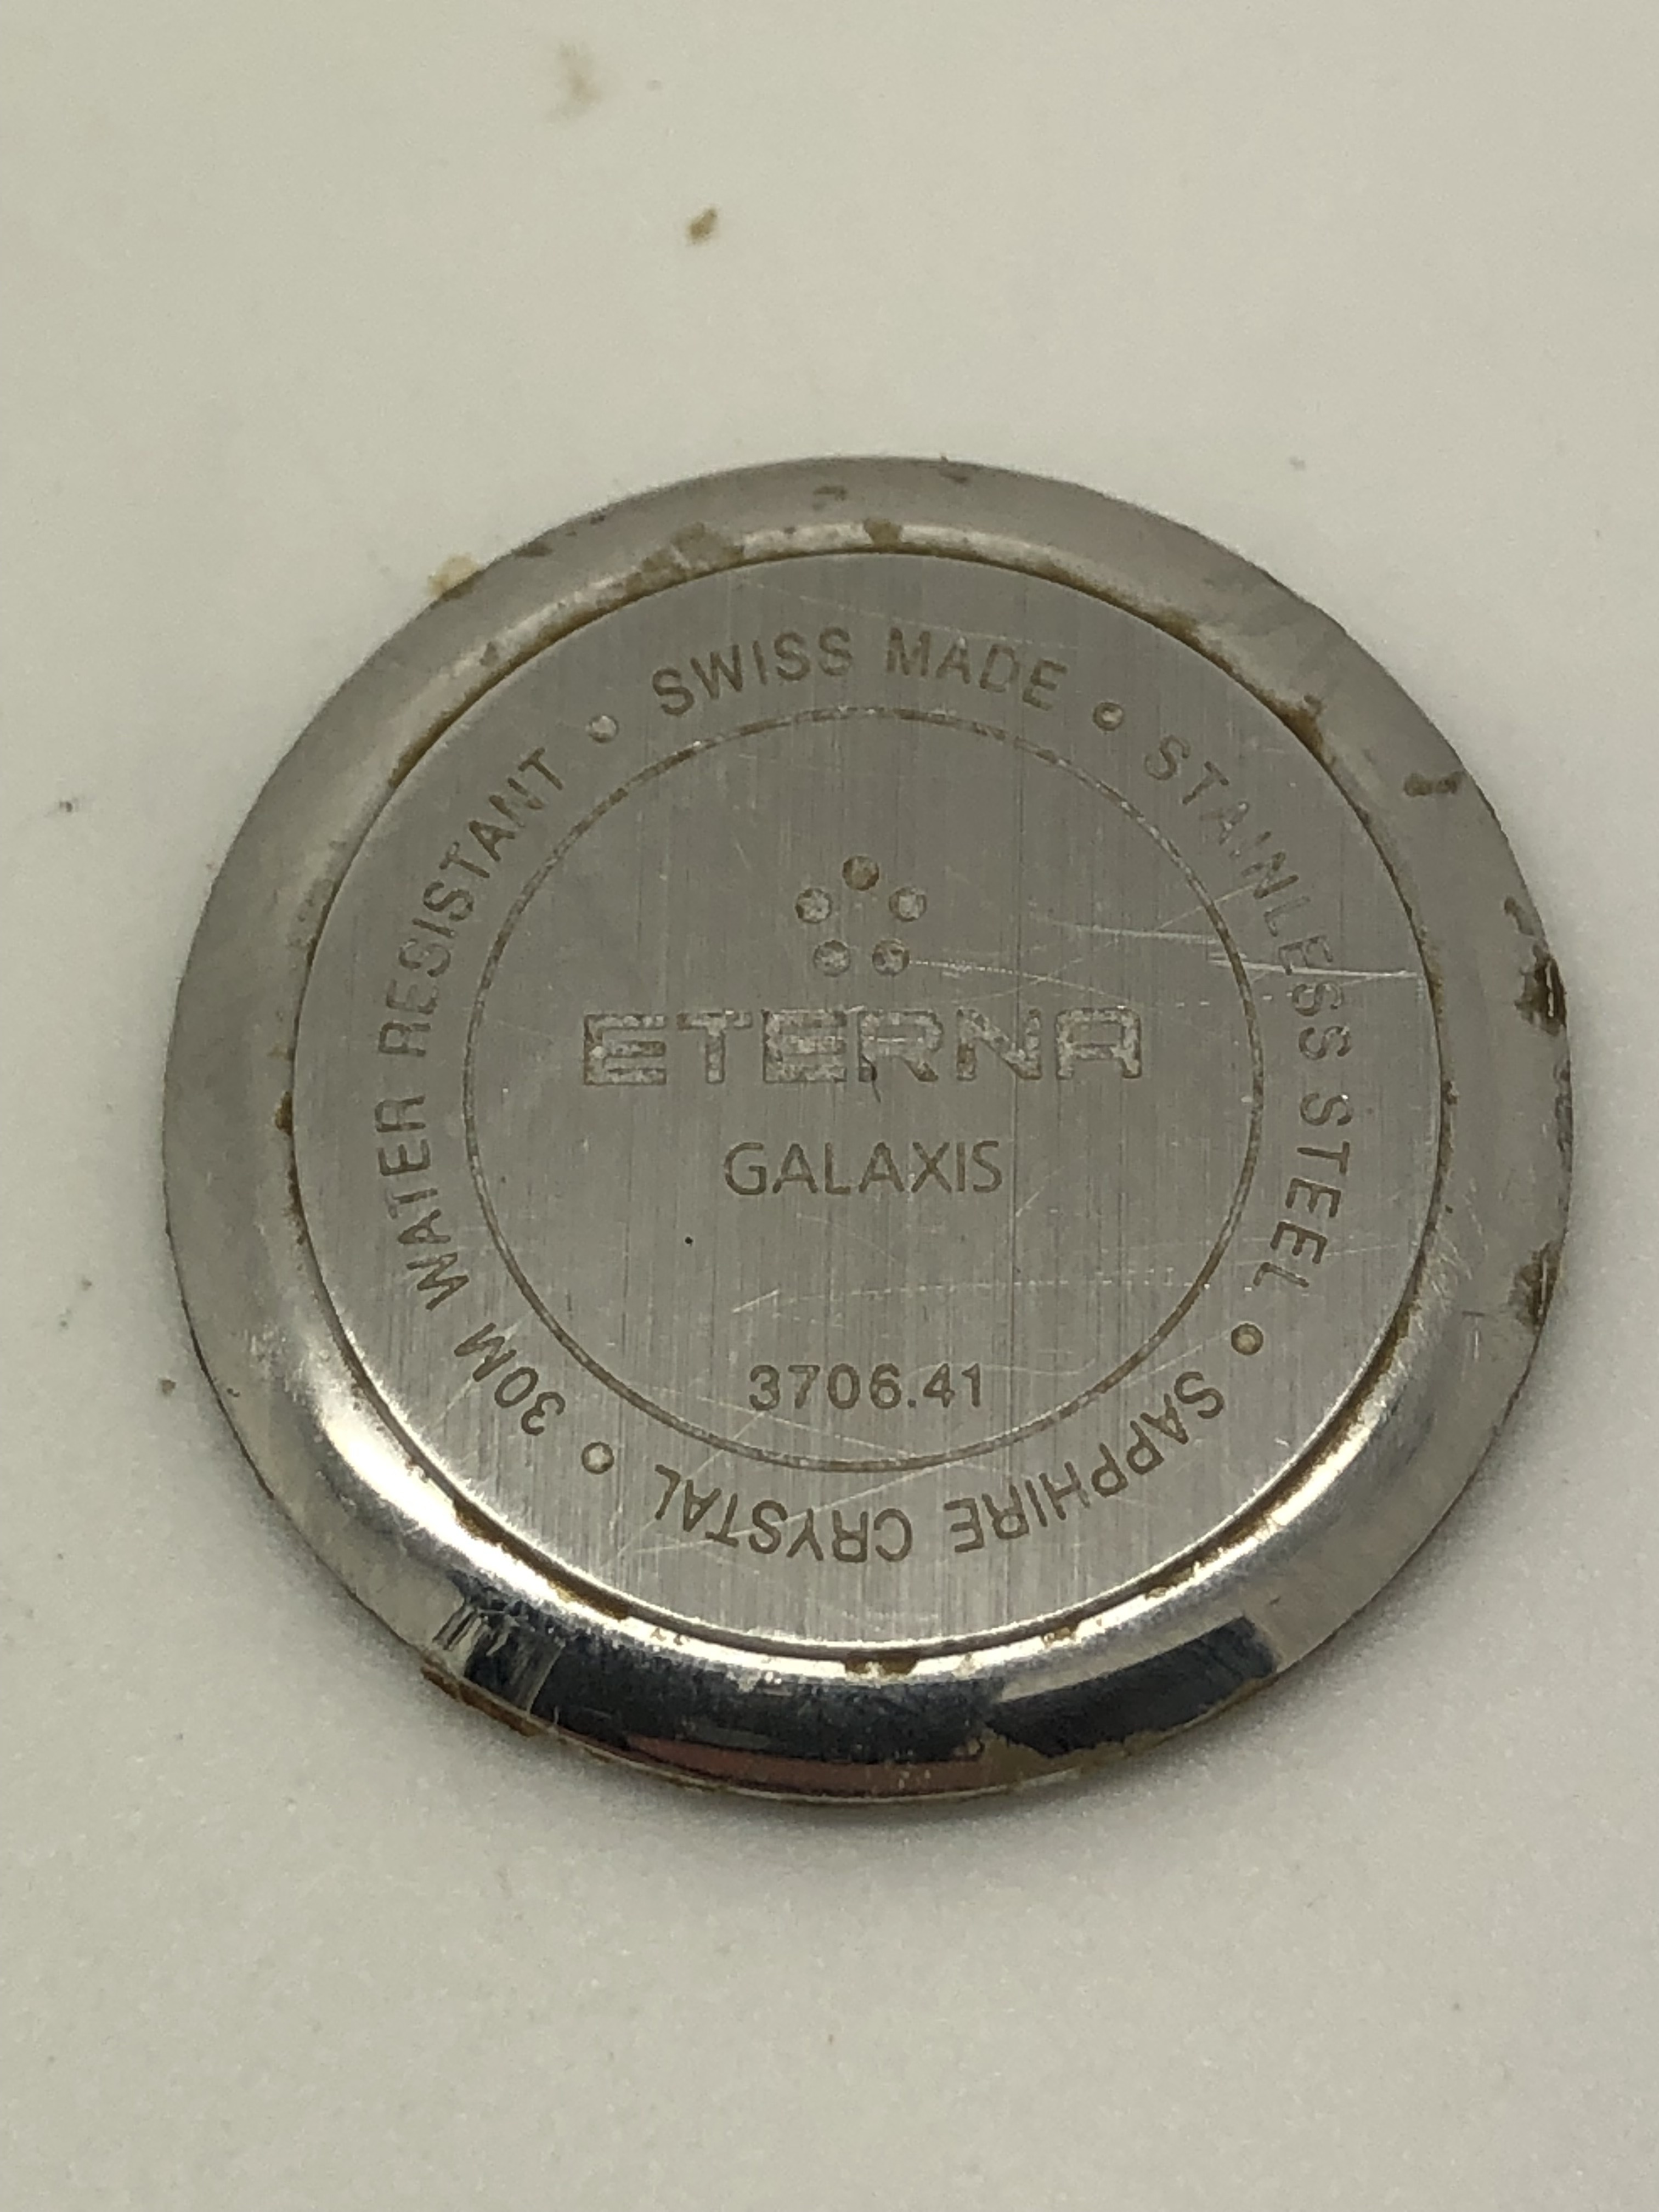 SWISS MADE • STAINLESS STEEL • SAPPHIRE CRYSTAL • 30M WATER RESISTANT •
ETERNA
GALAXIS
3706.41